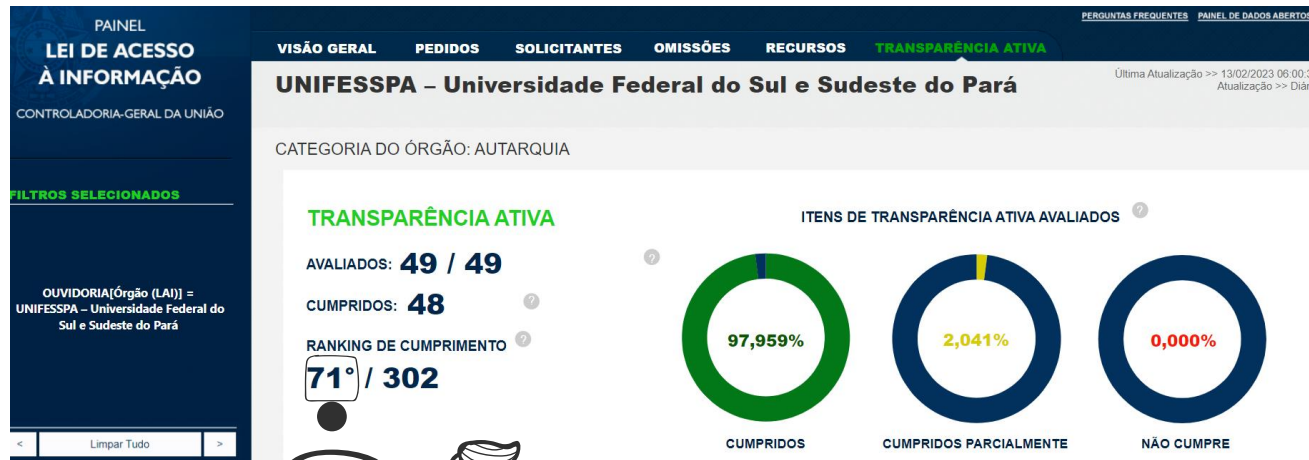 PERGUNTAS FREQUENTES PAINEL DE DADOS ABERTOS
PAINEL
LEI DE ACESSO
À INFORMAÇÃO
CONTROLADORIA-GERAL DA UNIÃO
VISÃO GERAL PEDIDOS SOLICITANTES OMISSÕES RECURSOS TRANSPARÊNCIA ATIVA
UNIFESSPA – Universidade Federal do Sul e Sudeste do Pará
Última Atualização >> 13/02/2023 06:00:3
Atualização >> Diár
CATEGORIA DO ÓRGÃO: AUTARQUIA
FILTROS SELECIONADOS
OUVIDORIA[Órgão (LAI)] =
UNIFESSPA – Universidade Federal do
Sul e Sudeste do Pará
< Limpar Tudo >
TRANSPARÊNCIA ATIVA
AVALIADOS: 49 / 49
?
CUMPRIDOS: 48 ?
RANKING DE CUMPRIMENTO ?
71° / 302
ITENS DE TRANSPARÊNCIA ATIVA AVALIADOS ?
97,959% 2,041% 0,000%
CUMPRIDOS CUMPRIDOS PARCIALMENTE NÃO CUMPRE